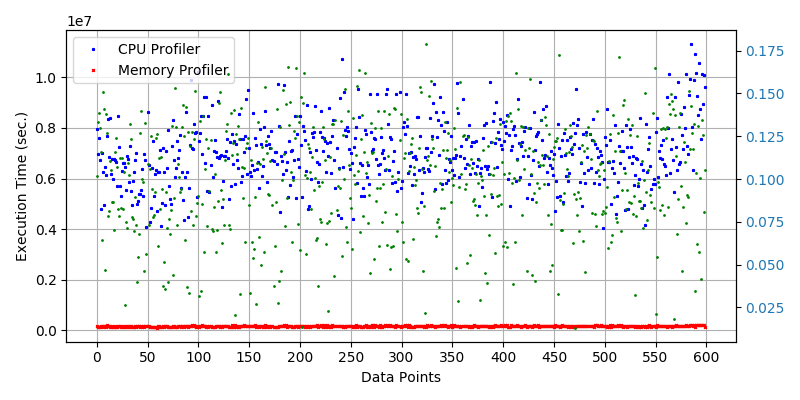 1e7
CPU Profiler
Memory Profiler
Execution Time (sec.)
1.0
0.8
0.6
0.4
0.2
0.0
0.175
0.150
0.125
0.100
0.075
0.050
0.025
0 50 100 150 200 250 300 350 400 450 500 550 600
Data Points